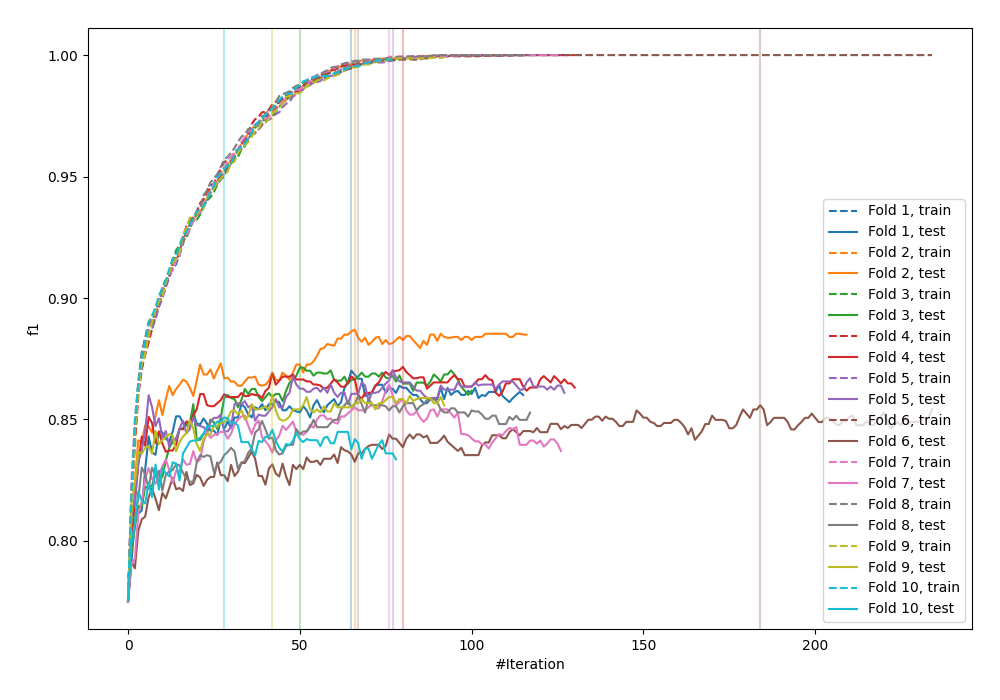 1.00
0.95
0.90
0.85
0.80
f1
0
50
100
150
200
#Iteration
Fold 1, train
Fold 1, test
Fold 2, train
Fold 2, test
Fold 3, train
Fold 3, test
Fold 4, train
Fold 4, test
Fold 5, train
Fold 5, test
Fold 6, train
Fold 6, test
Fold 7, train
Fold 7, test
Fold 8, train
Fold 8, test
Fold 9, train
Fold 9, test
Fold 10, train
Fold 10, test